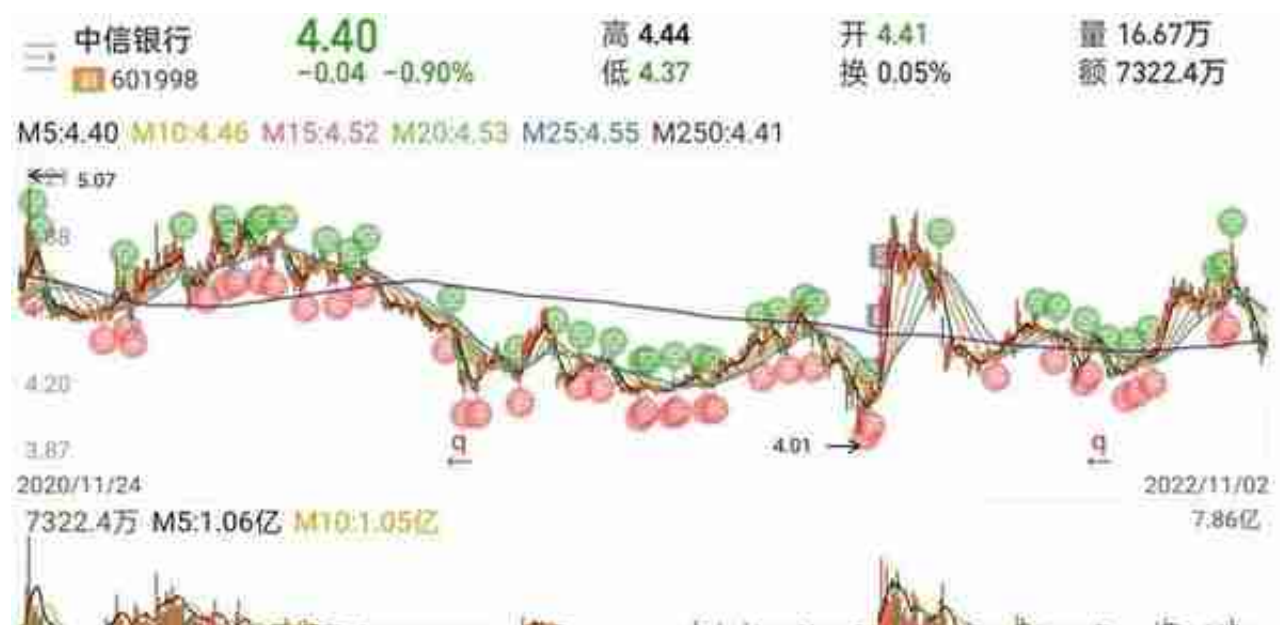 中信银行 4.40 高 4.44 开 4.41 量 16.67万
601998 -0.04 -0.90% 低 4.37 换 0.05% 额 7322.4万
M5:4.40 M10:4.46 M15:4.52 M20:4.53 M25:4.55 M250:4.41
5.07
4.20
4.01
3.87
q q
2020/11/24 2022/11/02
7322.4万 M5:1.06亿 M10:1.05亿 7.86亿